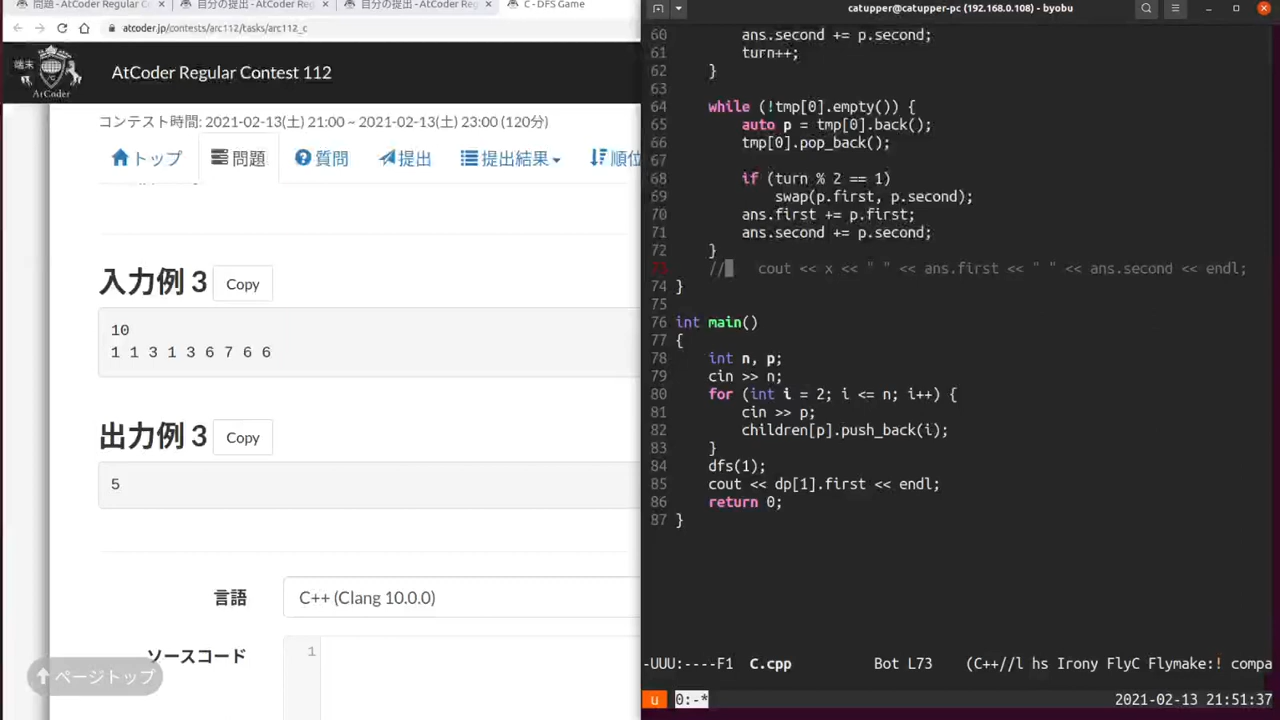 問題 - AtCoder Regular C
自分の提出 - AtCoder Reg
自分の提出 - AtCoder Reg
C - DFS Game
atcoder.jp/contests/arc112/tasks/arc112_c
端末
AtCoder
AtCoder Regular Contest 112
コンテスト時間: 2021-02-13(土) 21:00 ~ 2021-02-13(土) 23:00 (120分)
トップ 問題 質問 提出 提出結果 順位
入力例 3 Copy
10
1 1 3 1 3 6 7 6 6
出力例 3 Copy
5
言語 C++ (Clang 10.0.0)
ソースコード 1
ページトップ
catupper@catupper-pc (192.168.0.108) - byobu
60 ans.second += p.second;
61 turn++;
62 }
63
64 while (!tmp[0].empty()) {
65 auto p = tmp[0].back();
66 tmp[0].pop_back();
67
68 if (turn % 2 == 1)
69 swap(p.first, p.second);
70 ans.first += p.first;
71 ans.second += p.second;
72 }
73 // cout << x << " " << ans.first << " " << ans.second << endl;
74 }
75
76 int main()
77 {
78 int n, p;
79 cin >> n;
80 for (int i = 2; i <= n; i++) {
81 cin >> p;
82 children[p].push_back(i);
83 }
84 dfs(1);
85 cout << dp[1].first << endl;
86 return 0;
87 }
-UUU:----F1 C.cpp Bot L73 (C++//l hs Irony FlyC Flymake:! compa
u 0:-* 2021-02-13 21:51:37